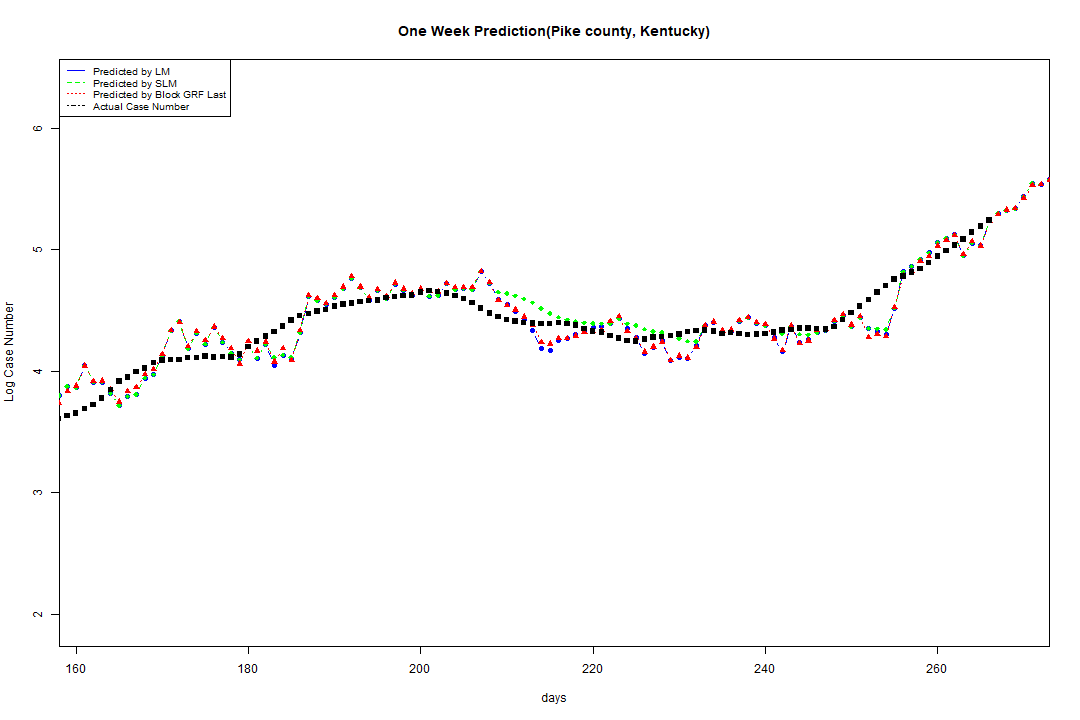 One Week Prediction(Pike county, Kentucky)
Predicted by LM
Predicted by SLM
Predicted by Block GRF Last
Actual Case Number
Log Case Number
6
5
4
3
2
160 180 200 220 240 260
days